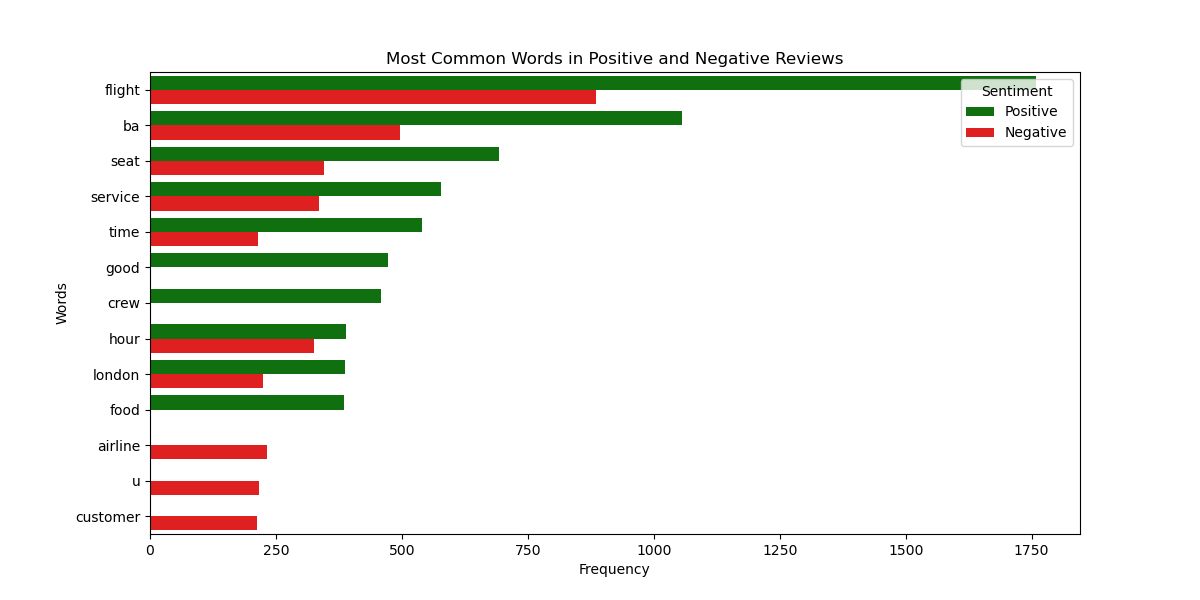 Most Common Words in Positive and Negative Reviews
Sentiment
Positive
Negative
Words
flight
ba
seat
service
time
good
crew
hour
london
food
airline
u
customer
0 250 500 750 1000 1250 1500 1750
Frequency